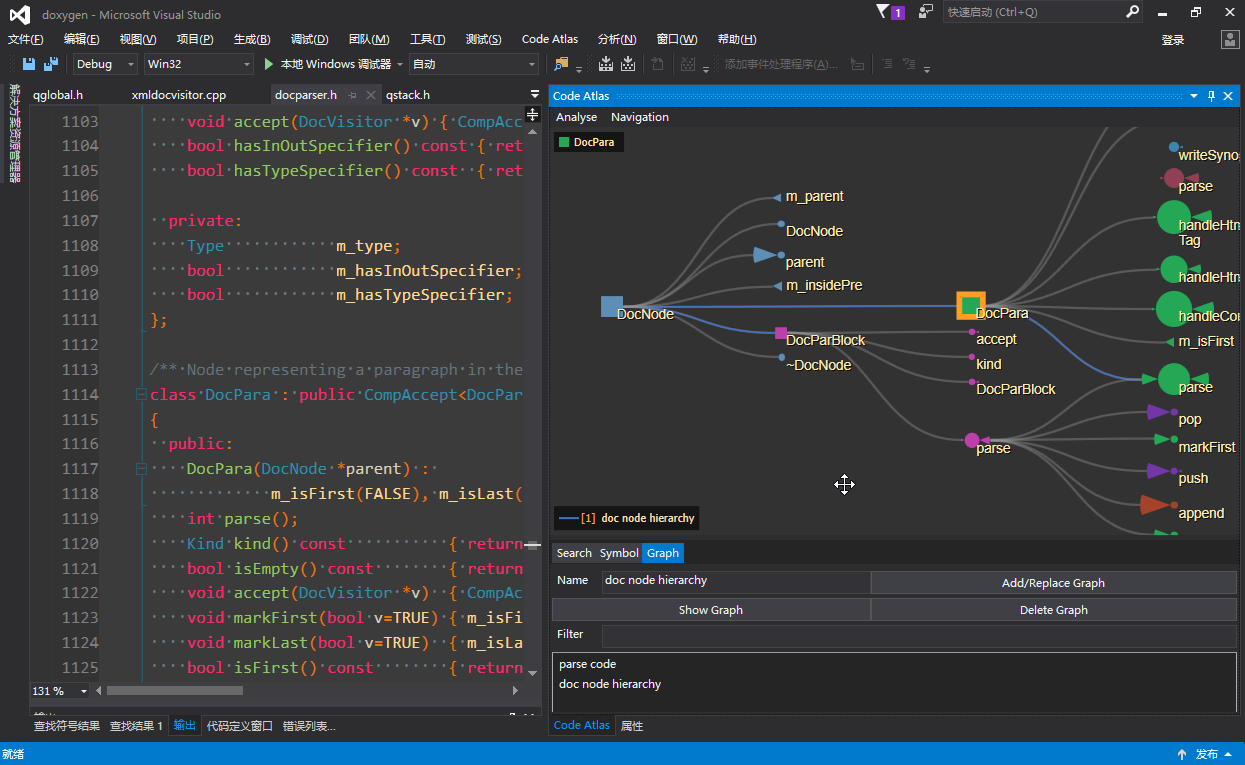 doxygen - Microsoft Visual Studio
1
快速启动 (Ctrl+Q)
文件(F) 编辑(E) 视图(V) 项目(P) 生成(B) 调试(D) 团队(M) 工具(T) 测试(S) Code Atlas 分析(N) 窗口(W) 帮助(H)
登录
Debug Win32 本地 Windows 调试器 自动 添加事件处理程序(A)...
解决方案资源管理器
qglobal.h xmldocvisitor.cpp docparser.h qstack.h
1103 void accept(DocVisitor *v) { CompAcc
1104 bool hasInOutSpecifier() const { ret
1105 bool hasTypeSpecifier() const { ret
1106
1107 private:
1108 Type m_type;
1109 bool m_hasInOutSpecifier;
1110 bool m_hasTypeSpecifier;
1111 };
1112
1113 /** Node representing a paragraph in the
1114 class DocPara : public CompAccept<DocPar
1115 {
1116 public:
1117 DocPara(DocNode *parent) :
1118 m_isFirst(FALSE), m_isLast(
1119 int parse();
1120 Kind kind() const { return
1121 bool isEmpty() const { return
1122 void accept(DocVisitor *v) { CompAc
1123 void markFirst(bool v=TRUE) { m_isFi
1124 void markLast(bool v=TRUE) { m_isLa
1125 bool isFirst() const { return
131 %
查找符号结果 查找结果 1 输出 代码定义窗口 错误列表...
Code Atlas
Analyse Navigation
DocPara
m_parent
DocNode
parent
m_insidePre
DocNode
DocParBlock
~DocNode
DocPara
accept
kind
DocParBlock
parse
writeSyno
parse
handleHtm
Tag
handleHtm
handleCor
m_isFirst
parse
pop
markFirst
push
append
[1] doc node hierarchy
Search Symbol Graph
Name doc node hierarchy Add/Replace Graph
Show Graph Delete Graph
Filter
parse code
doc node hierarchy
Code Atlas 属性
就绪
发布